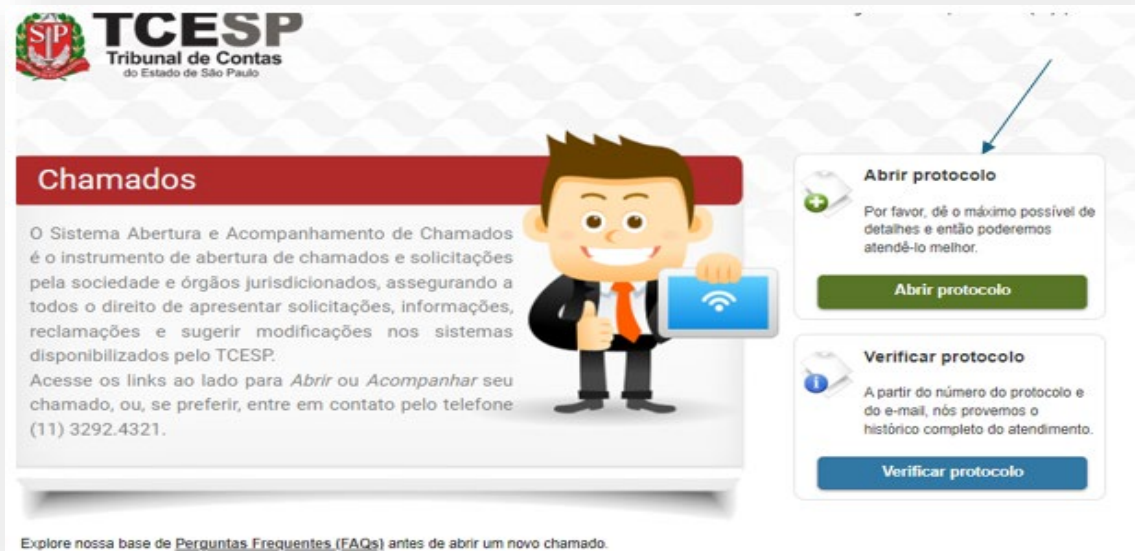 SP
TCESP
Tribunal de Contas
do Estado de São Paulo
Chamados
O Sistema Abertura e Acompanhamento de Chamados
é o instrumento de abertura de chamados e solicitações
pela sociedade e órgãos jurisdicionados, assegurando a
todos o direito de apresentar solicitações, informações,
reclamações e sugerir modificações nos sistemas
disponibilizados pelo TCESP.
Acesse os links ao lado para Abrir ou Acompanhar seu
chamado, ou, se preferir, entre em contato pelo telefone
(11) 3292.4321.
Abrir protocolo
Por favor, dê o máximo possível de
detalhes e então poderemos
atendê-lo melhor.
Abrir protocolo
Verificar protocolo
A partir do número do protocolo e
do e-mail, nós provemos o
histórico completo do atendimento.
Verificar protocolo
Explore nossa base de Perguntas Frequentes (FAQs) antes de abrir um novo chamado.